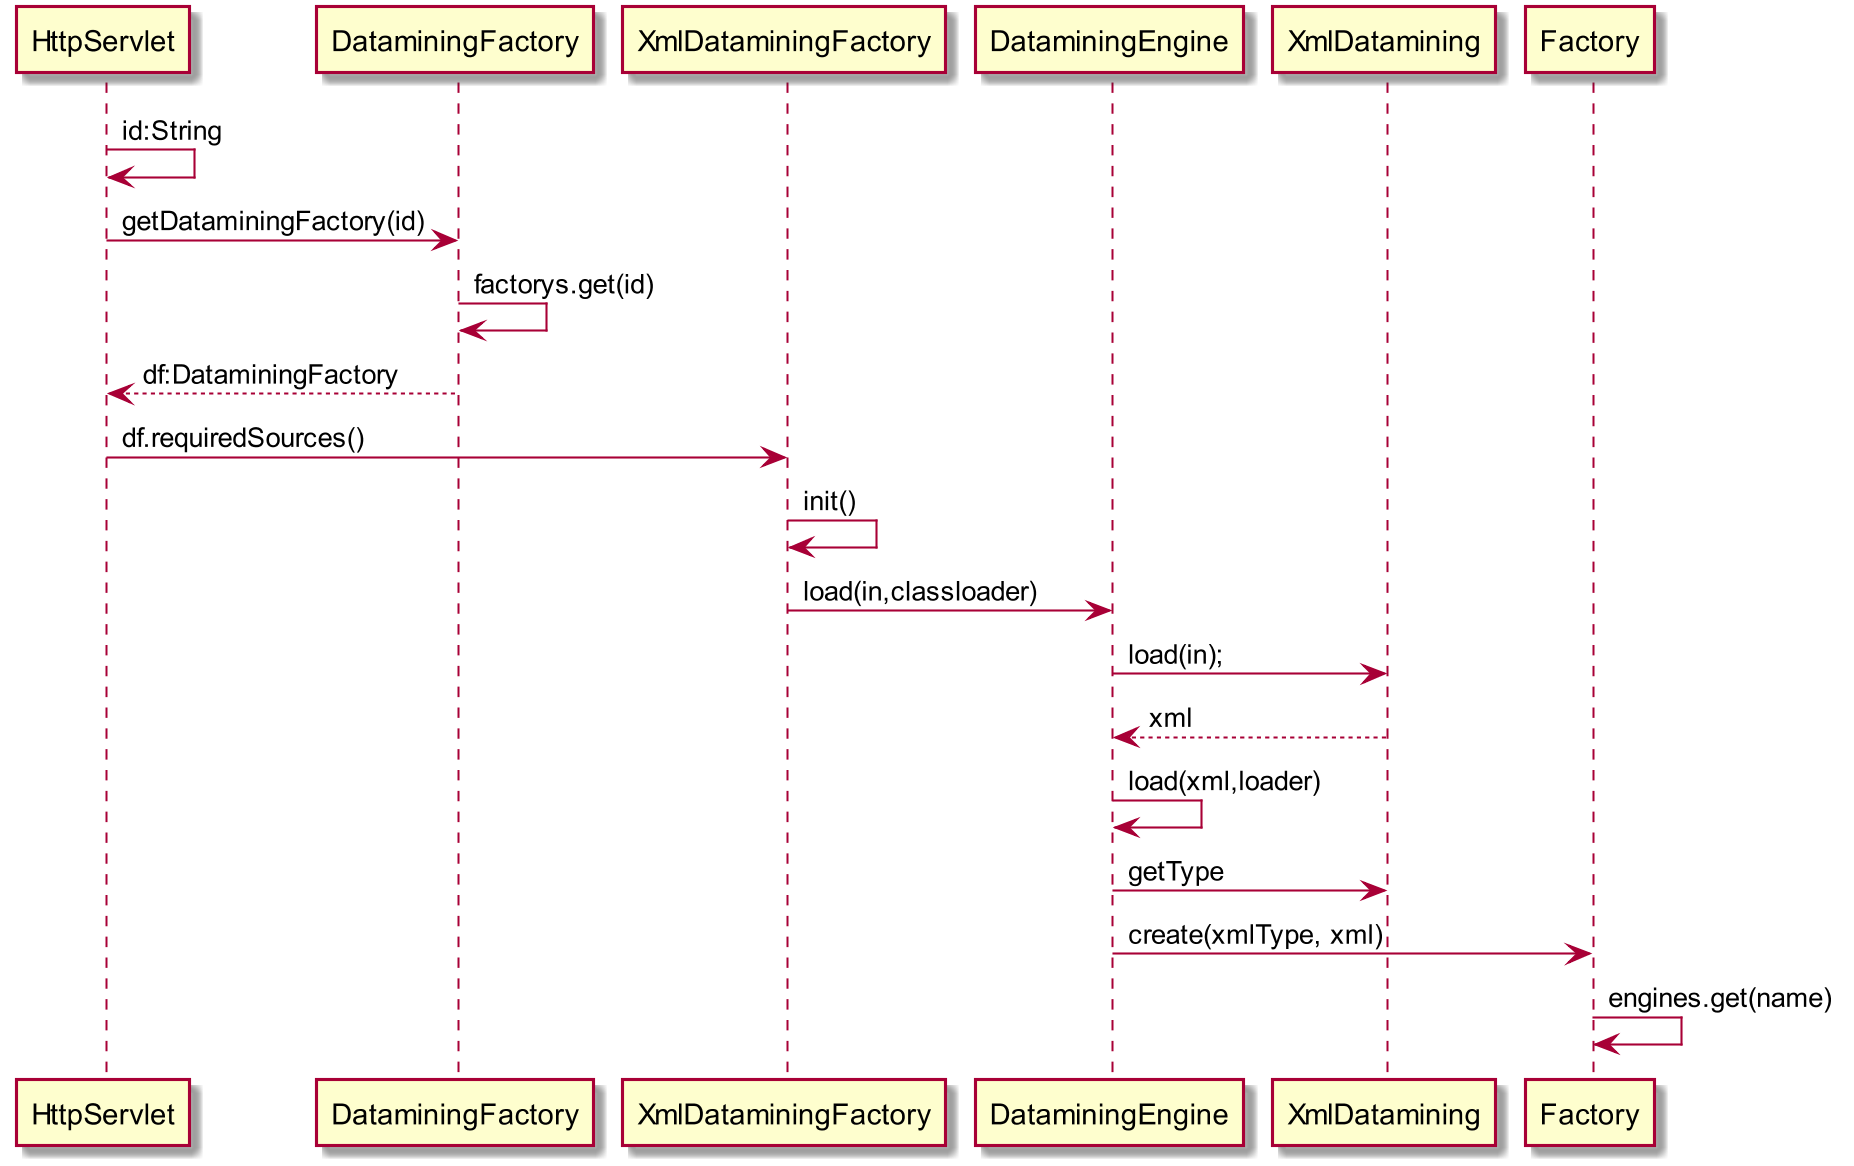 HttpServlet
DataminingFactory
XmlDataminingFactory
DataminingEngine
XmlDatamining
Factory
id:String
getDataminingFactory(id)
factorys.get(id)
df:DataminingFactory
df.requiredSources()
init()
load(in,classloader)
load(in);
xml
load(xml,loader)
getType
create(xmlType, xml)
engines.get(name)
HttpServlet
DataminingFactory
XmlDataminingFactory
DataminingEngine
XmlDatamining
Factory